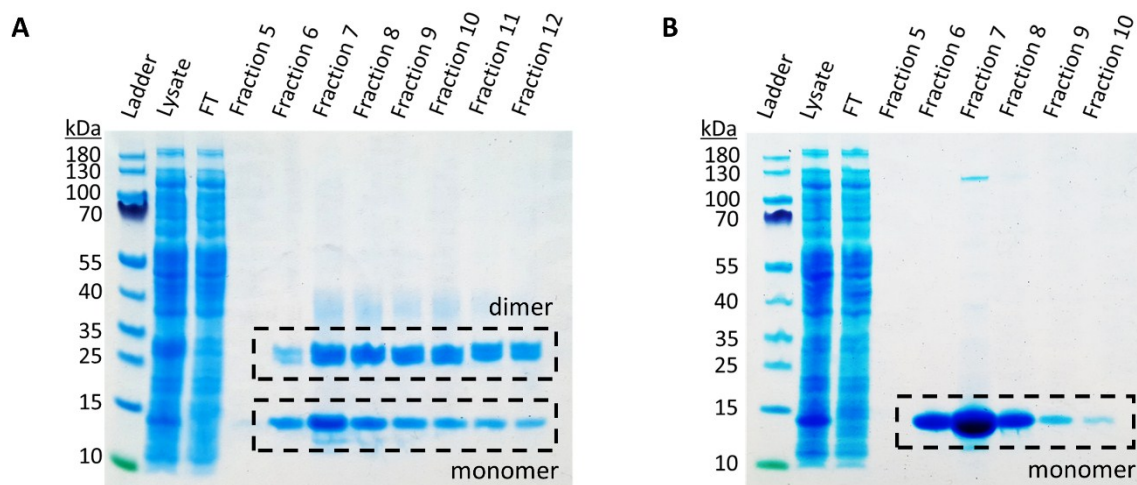 A
Ladder
Lysate
FT
Fraction 5
Fraction 6
Fraction 7
Fraction 8
Fraction 9
Fraction 10
Fraction 11
Fraction 12
kDa
180
130
100
70
55
40
35
25
15
10
dimer
monomer
B
Ladder
Lysate
FT
Fraction 5
Fraction 6
Fraction 7
Fraction 8
Fraction 9
Fraction 10
kDa
180
130
100
70
55
40
35
25
15
10
monomer